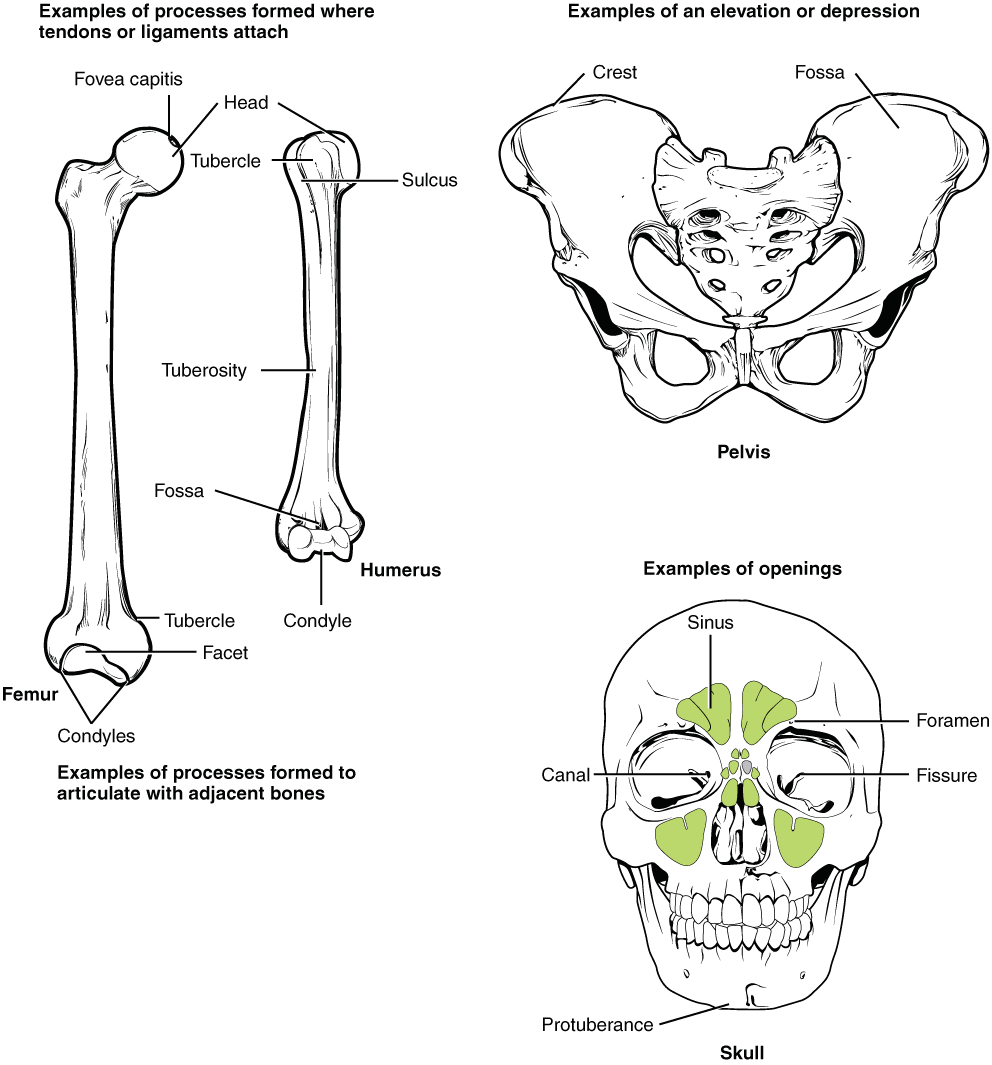 Examples of processes formed where
tendons or ligaments attach
Fovea capitis
Head
Tubercle
Sulcus
Tuberosity
Fossa
Humerus
Condyle
Tubercle
Facet
Femur
Condyles
Examples of processes formed to
articulate with adjacent bones
Examples of an elevation or depression
Crest
Fossa
Pelvis
Examples of openings
Sinus
Foramen
Canal
Fissure
Protuberance
Skull